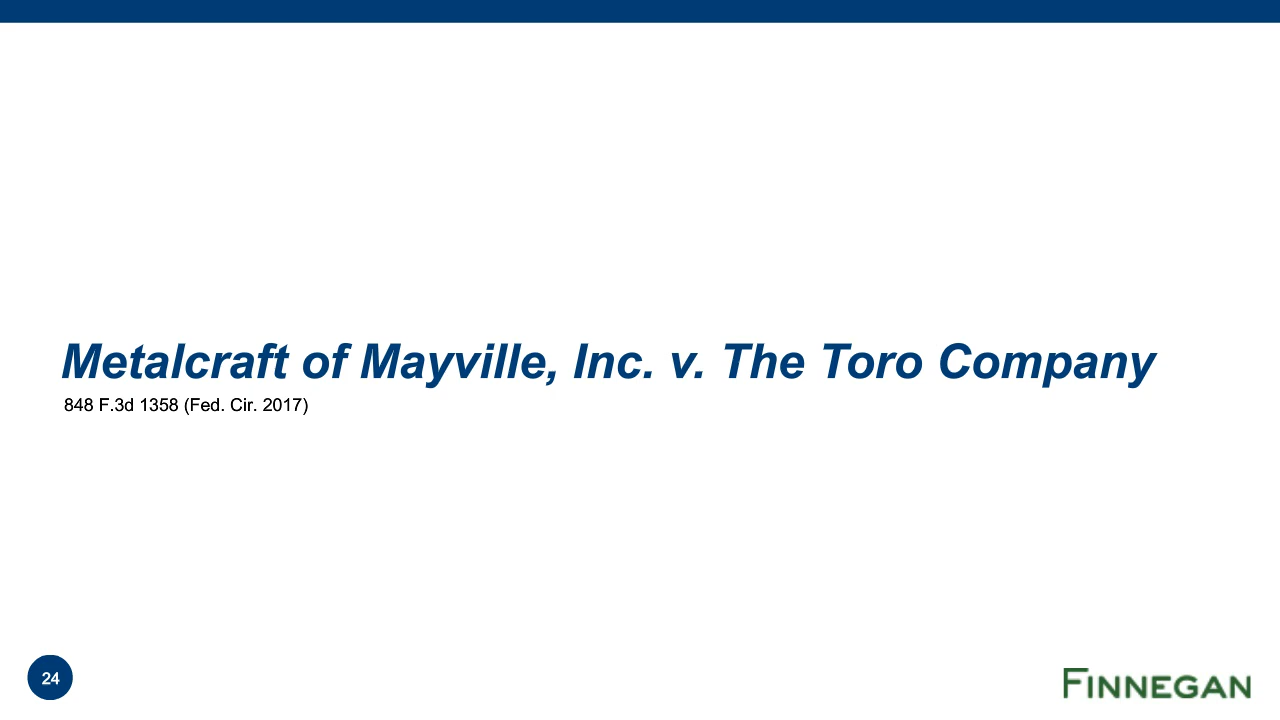 Metalcraft of Mayville, Inc. v. The Toro Company
848 F.3d 1358 (Fed. Cir. 2017)
24
FINNEGAN